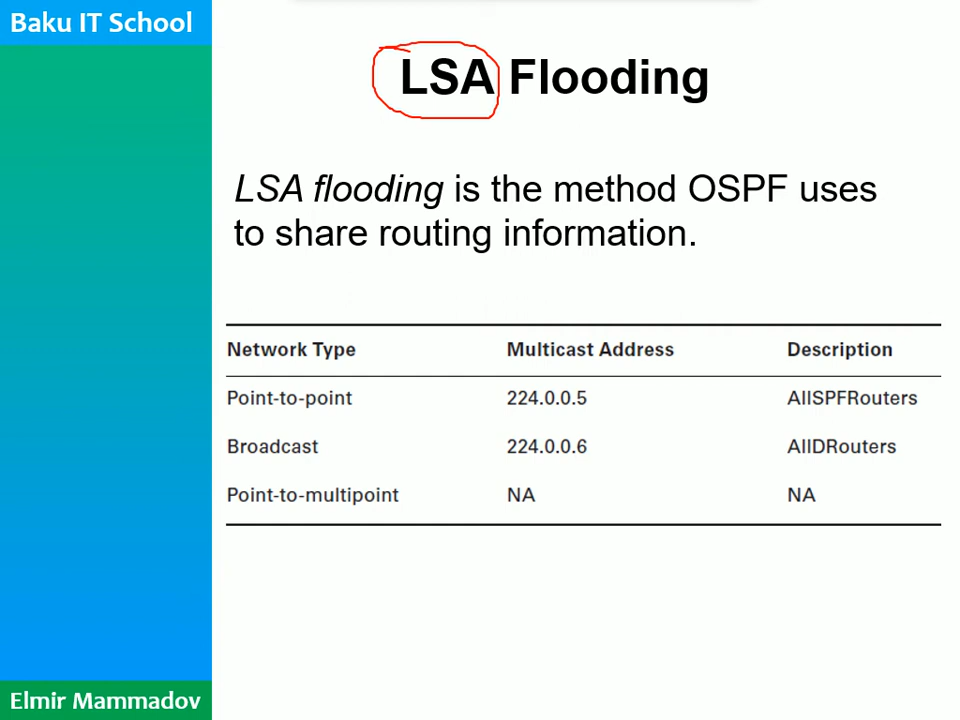 Baku IT School
LSA Flooding
LSA flooding is the method OSPF uses
to share routing information.
Network Type Multicast Address Description
Point-to-point 224.0.0.5 AllSPFRouters
Broadcast 224.0.0.6 AllDRouters
Point-to-multipoint NA NA
Elmir Mammadov